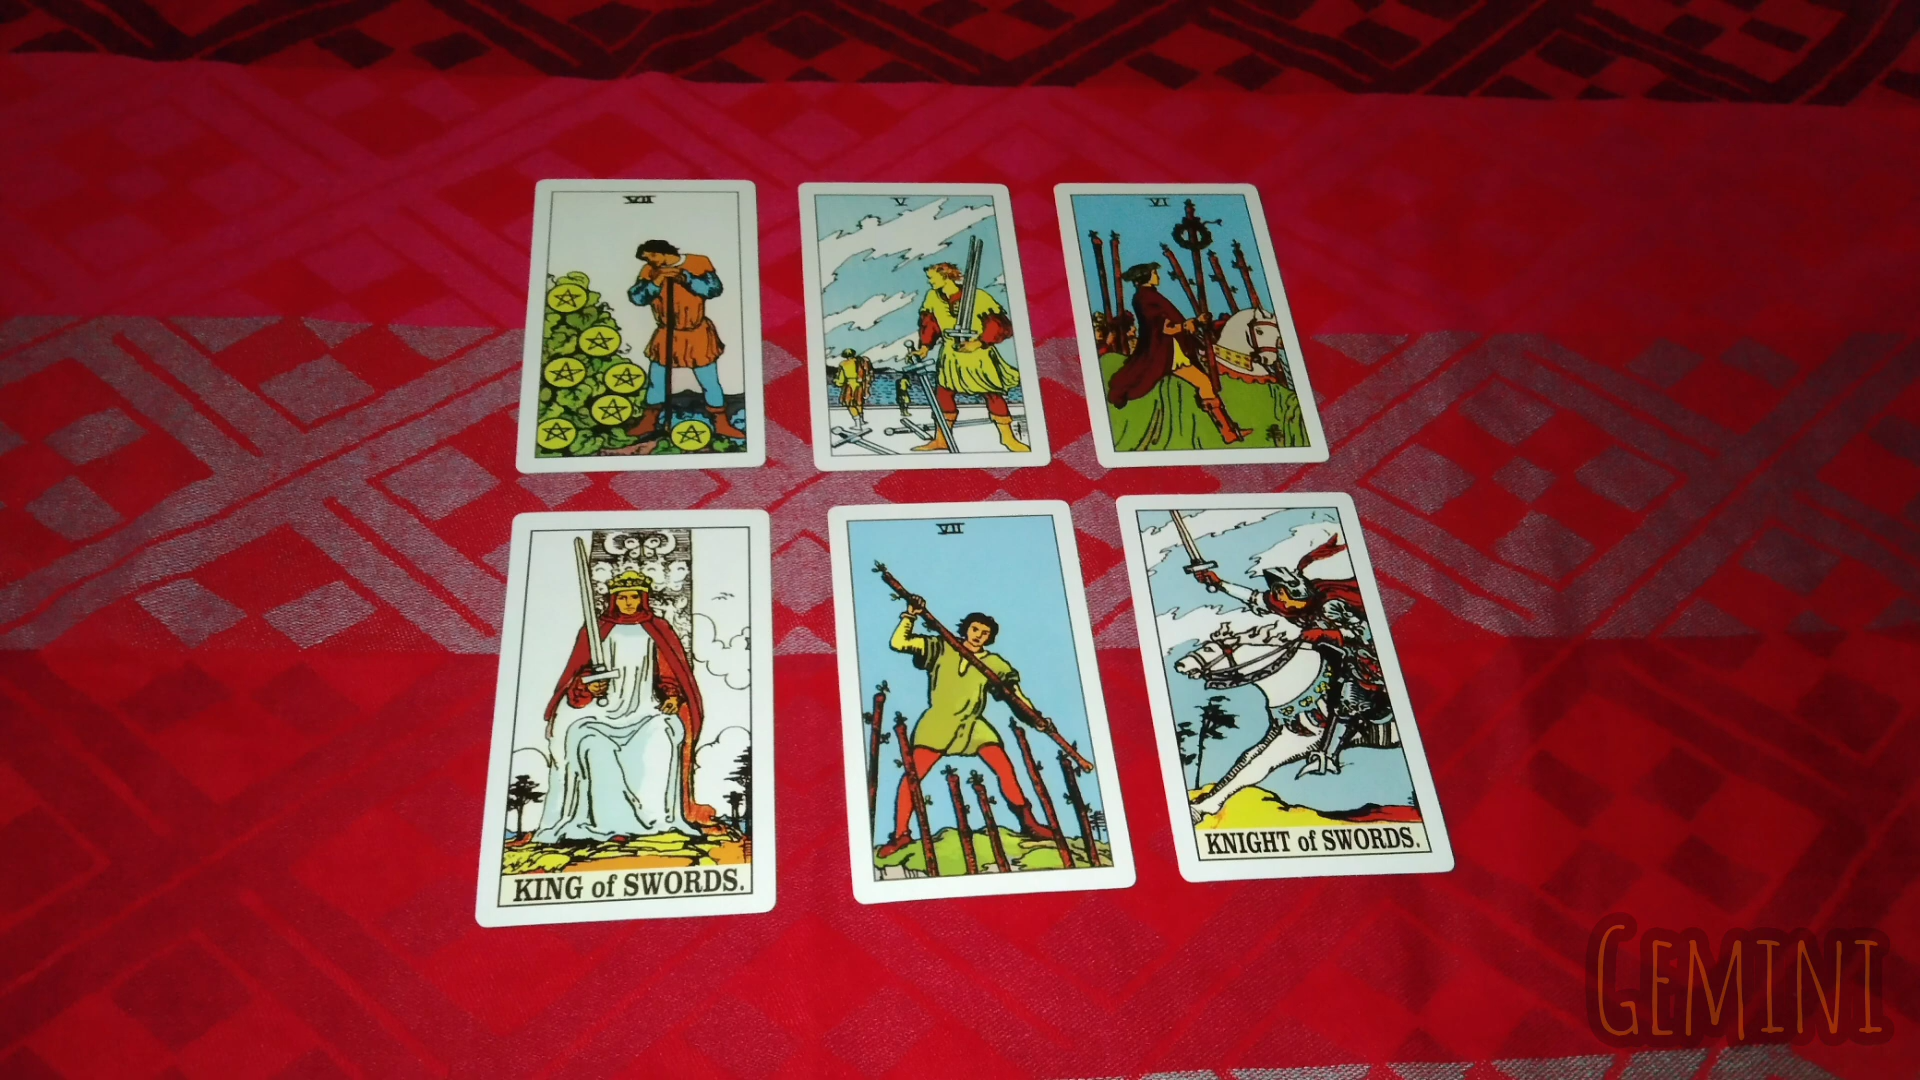 VII
V
VI
KING of SWORDS.
VII
KNIGHT of SWORDS.
GEMINI